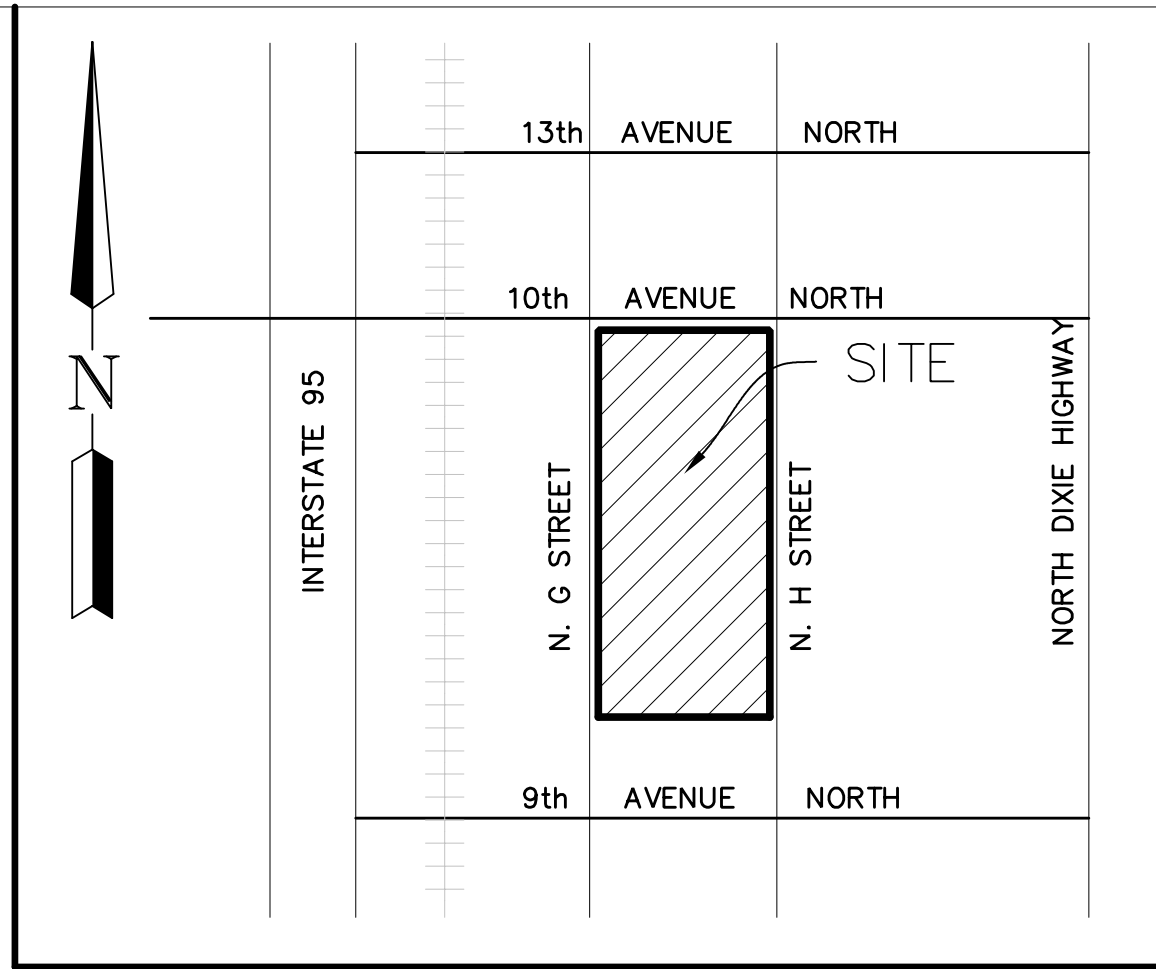 13th AVENUE NORTH
10th AVENUE NORTH
SITE
N
INTERSTATE 95
N. G STREET
N. H STREET
NORTH DIXIE HIGHWAY
9th AVENUE NORTH